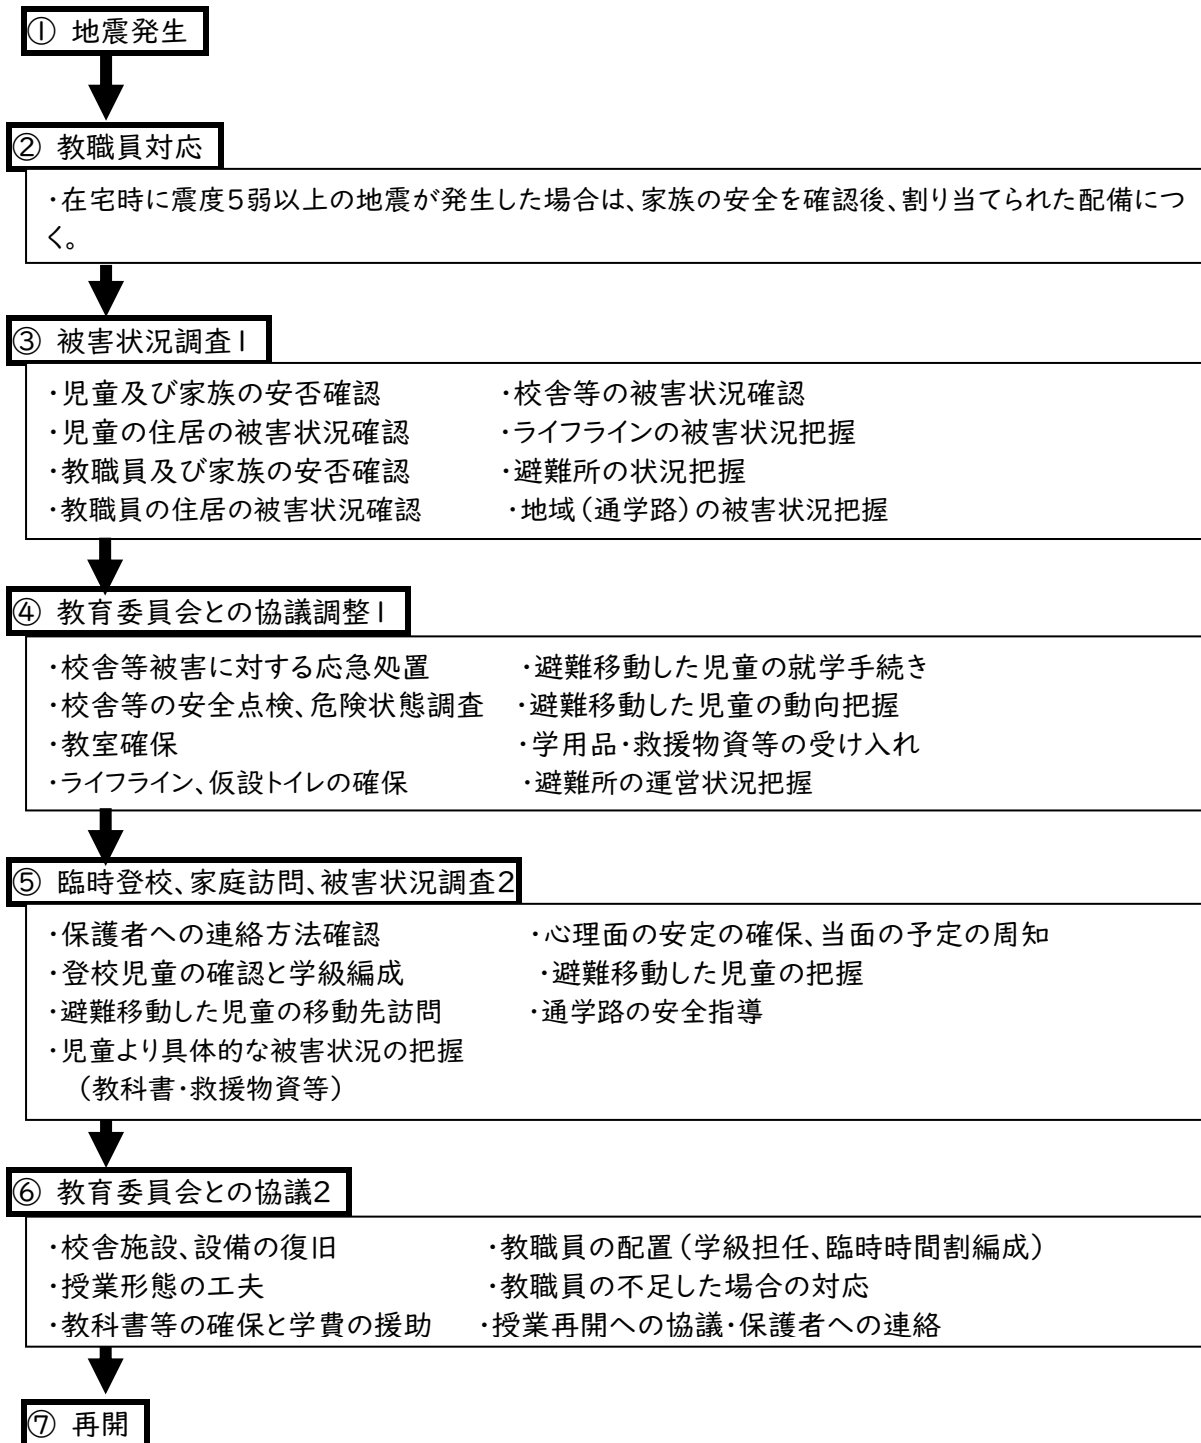 ① 地震発生
② 教職員対応
・在宅時に震度5弱以上の地震が発生した場合は、家族の安全を確認後、割り当てられた配備につ
く。
③ 被害状況調査1
・児童及び家族の安否確認 ・校舎等の被害状況確認
・児童の住居の被害状況確認 ・ライフラインの被害状況把握
・教職員及び家族の安否確認 ・避難所の状況把握
・教職員の住居の被害状況確認 ・地域(通学路)の被害状況把握
④ 教育委員会との協議調整1
・校舎等被害に対する応急処置 ・避難移動した児童の就学手続き
・校舎等の安全点検、危険状態調査 ・避難移動した児童の動向把握
・教室確保 ・学用品・救援物資等の受け入れ
・ライフライン、仮設トイレの確保 ・避難所の運営状況把握
⑤ 臨時登校、家庭訪問、被害状況調査2
・保護者への連絡方法確認 ・心理面の安定の確保、当面の予定の周知
・登校児童の確認と学級編成 ・避難移動した児童の把握
・避難移動した児童の移動先訪問 ・通学路の安全指導
・児童より具体的な被害状況の把握
(教科書・救援物資等)
⑥ 教育委員会との協議2
・校舎施設、設備の復旧 ・教職員の配置(学級担任、臨時時間割編成)
・授業形態の工夫 ・教職員の不足した場合の対応
・教科書等の確保と学費の援助 ・授業再開への協議・保護者への連絡
⑦ 再開